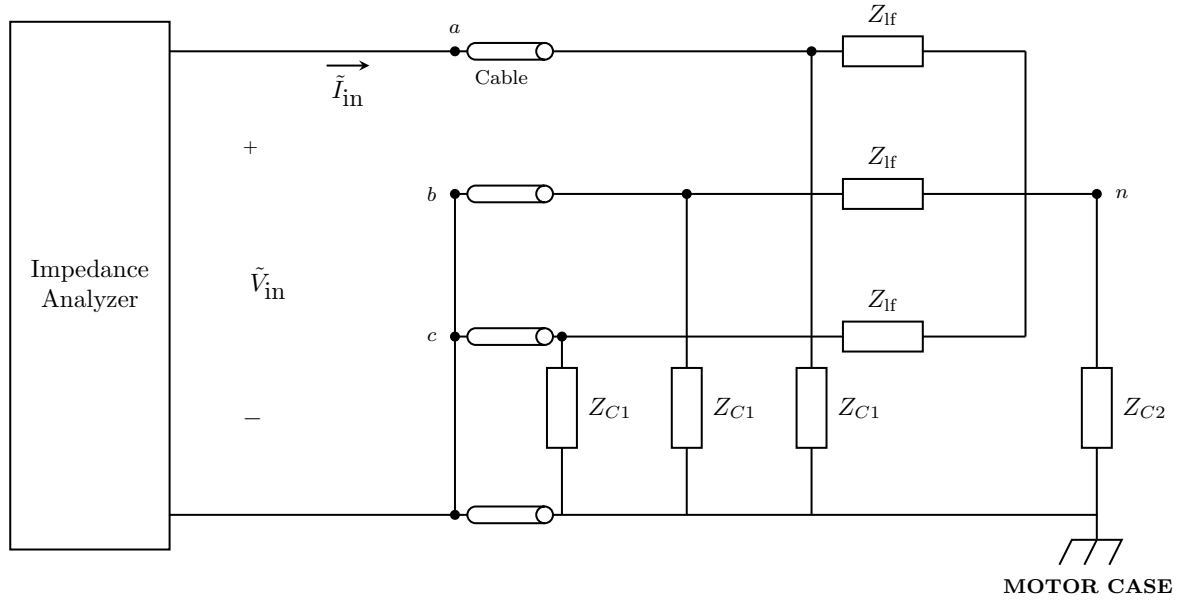 Z_lf
a
Cable
Ĩ_in
+
Z_lf
b
n
Impedance
Analyzer
Ṽ_in
Z_lf
c
Z_C1
Z_C1
Z_C1
Z_C2
−
MOTOR CASE